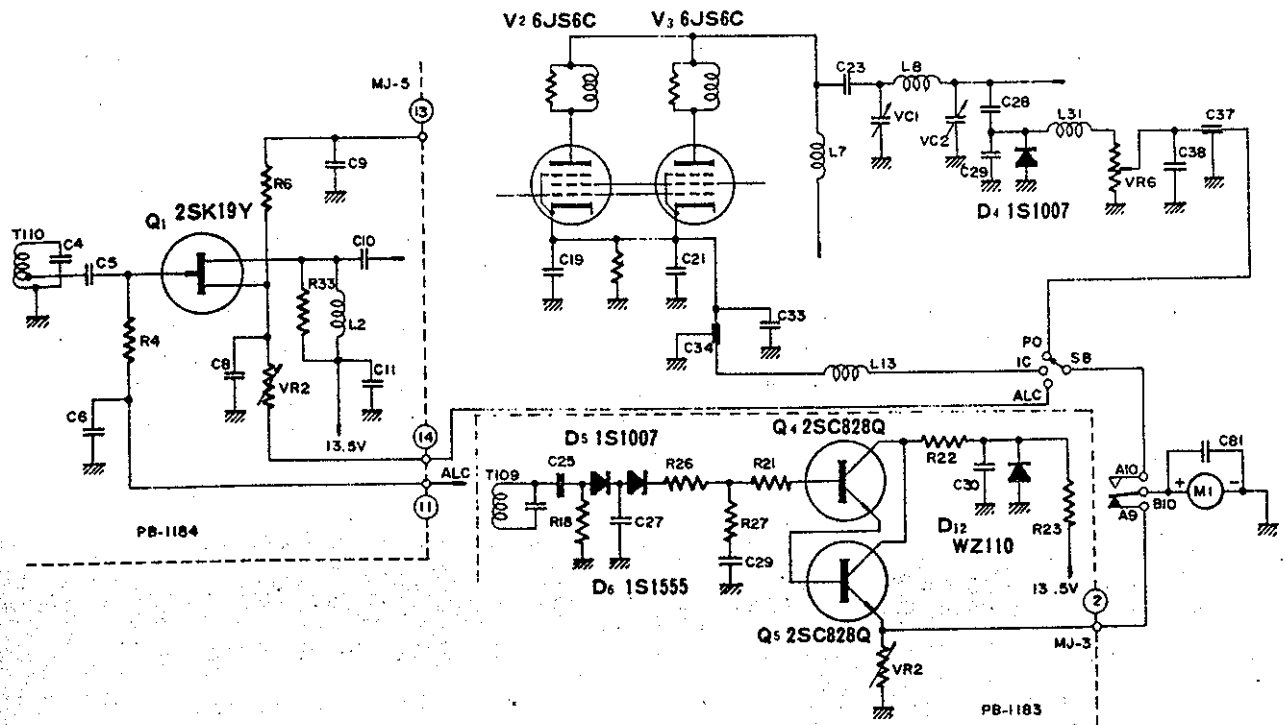 V2 6JS6C
V3 6JS6C
MJ-5
13
C9
R6
Q1 2SK19Y
T110
C4
C5
C10
R33
L2
R4
C8
VR2
C11
C6
13.5V
14
ALC
11
PB-1184
C23
L8
VC1
VC2
C28
C29
L31
C37
VR6
C38
D4 1S1007
L7
C19
C21
C33
C34
L13
PO
IC
S8
ALC
Q4 2SC828Q
D5 1S1007
T109
C25
R26
R21
R22
C30
R18
C27
R27
C29
D12
WZ110
R23
D6 1S1555
13.5V
2
Q5 2SC828Q
MJ-3
VR2
PB-1183
C81
A10
+ M1 -
B10
A9